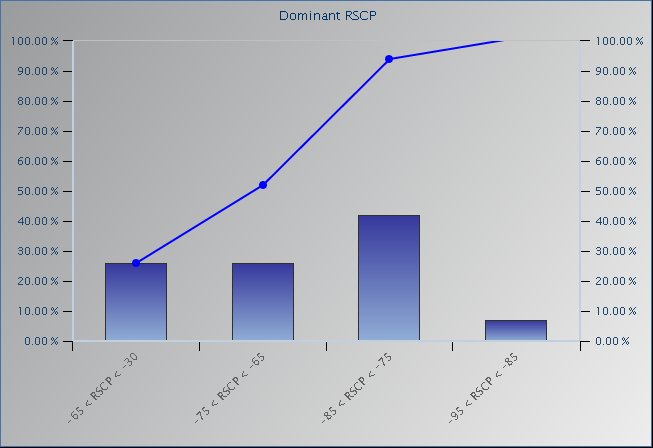 Dominant RSCP
100.00 % 100.00 %
90.00 % 90.00 %
80.00 % 80.00 %
70.00 % 70.00 %
60.00 % 60.00 %
50.00 % 50.00 %
40.00 % 40.00 %
30.00 % 30.00 %
20.00 % 20.00 %
10.00 % 10.00 %
0.00 % 0.00 %
-65 < RSCP < -30
-75 < RSCP < -65
-85 < RSCP < -75
-95 < RSCP < -85